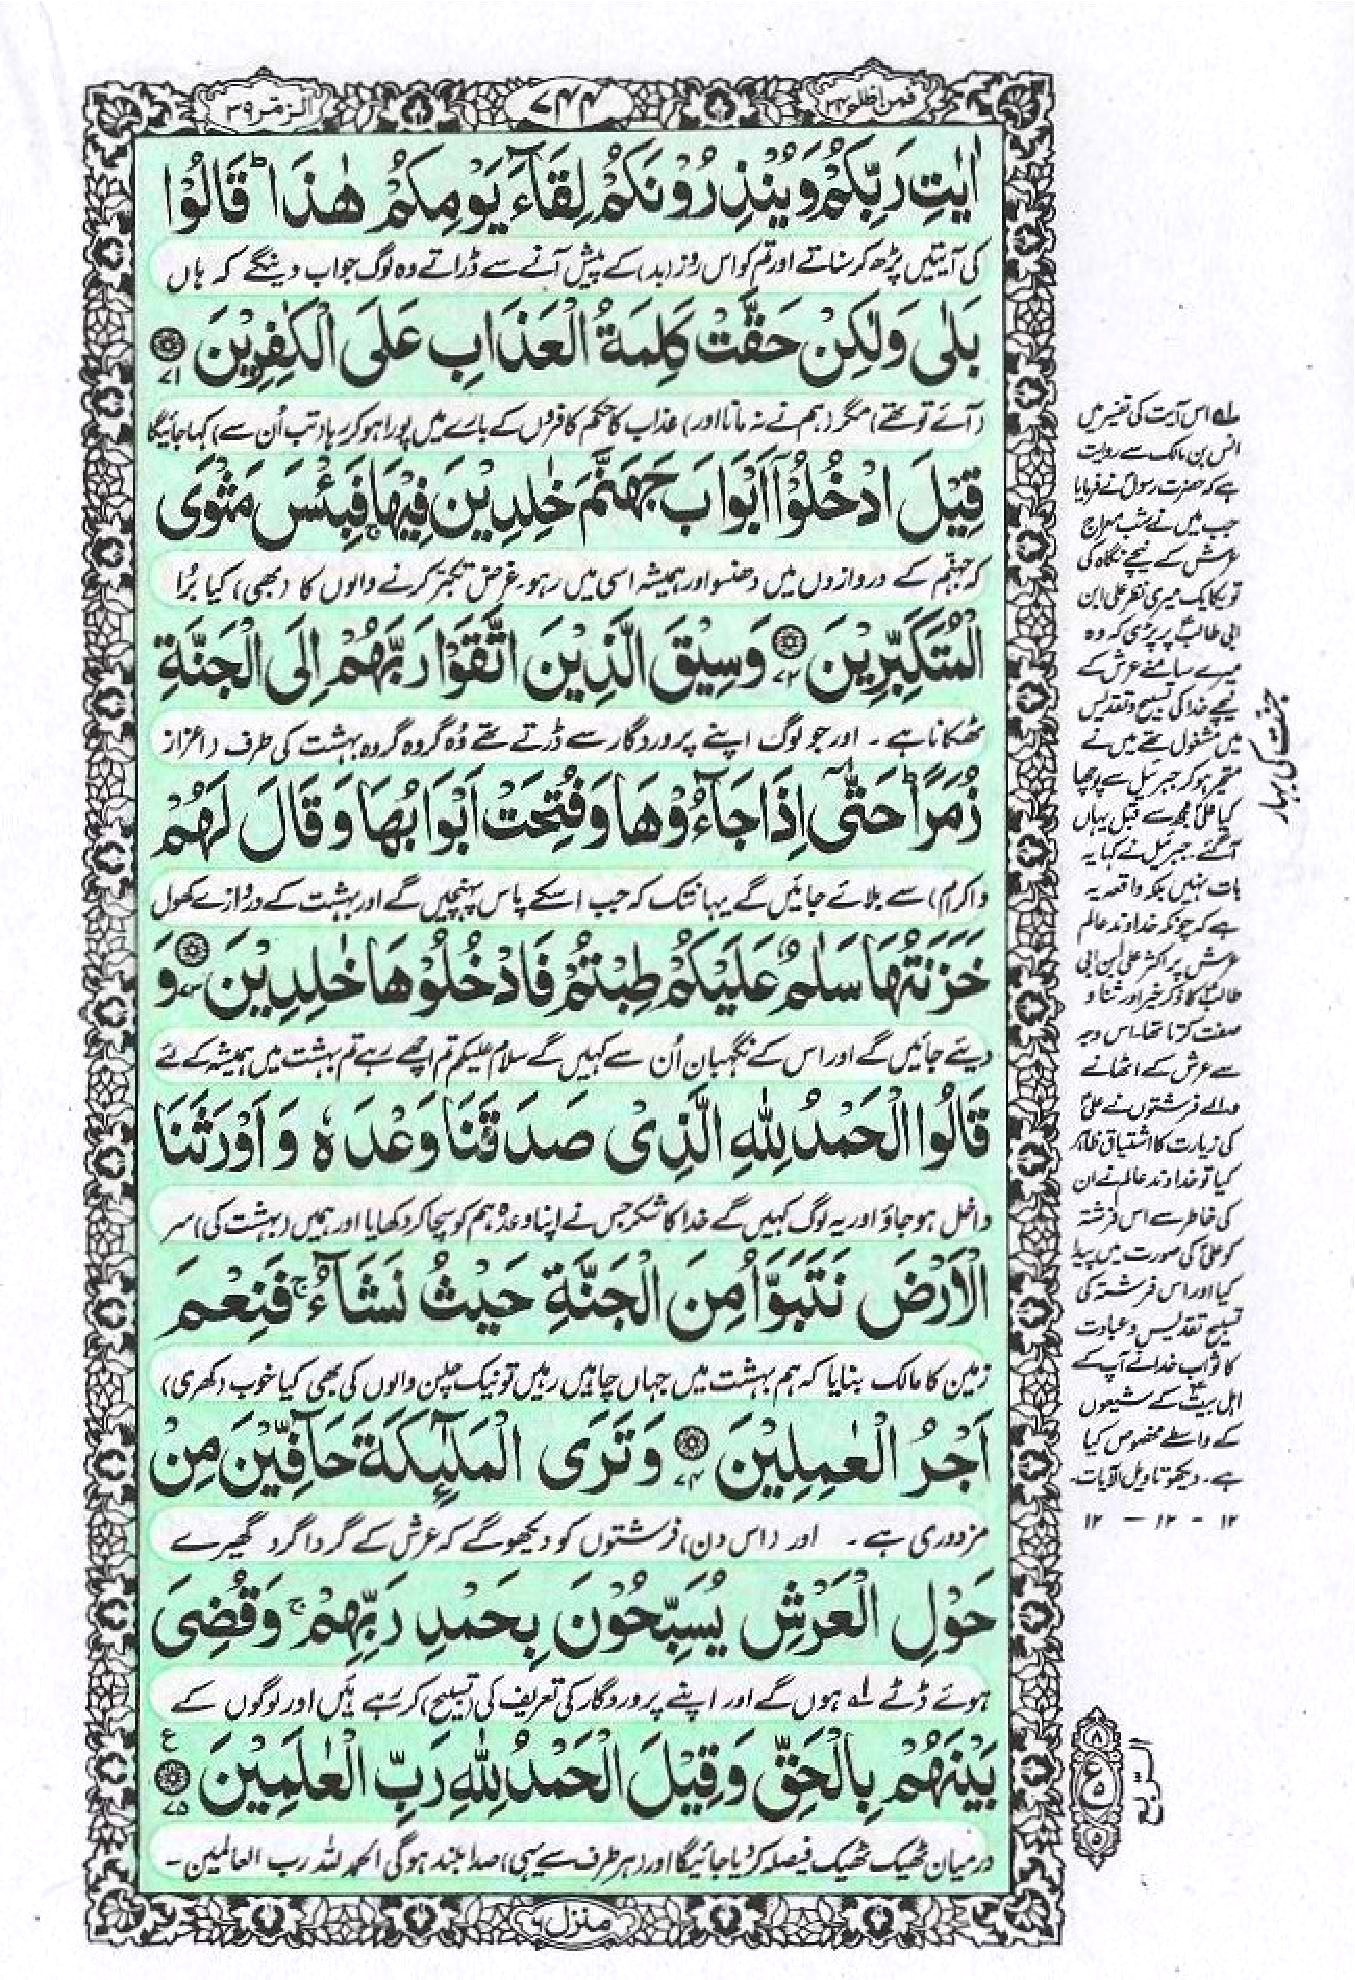 فمن اظلم ۲۴
۷۴۴
الزمر ۳۹
اٰیٰتِ رَبِّكُمْ وَیُنْذِرُوْنَكُمْ لِقَآءَ یَوْمِكُمْ هٰذَا ؕ قَالُوْا
کی آیتیں پڑھ کر سناتے اور تم کو اس روز (بد) کے پیش آنے سے ڈراتے وہ لوگ جواب دینگے کہ ہاں
بَلٰی وَلٰكِنْ حَقَّتْ كَلِمَةُ الْعَذَابِ عَلَی الْكٰفِرِیْنَ ۷۱
(آئے تو تھے) مگر (ہم نے نہ مانا اور) عذاب کا حکم کافروں کے بارے میں پورا ہو کر رہا (تب اُن سے) کہا جائیگا
قِیْلَ ادْخُلُوْۤا اَبْوَابَ جَهَنَّمَ خٰلِدِیْنَ فِیْهَا ۚ فَبِئْسَ مَثْوَی
کہ جہنم کے دروازوں میں دھنسو اور ہمیشہ اسی میں رہو۔ غرض تکبر کرنے والوں کا (بھی) کیا بُرا
الْمُتَكَبِّرِیْنَ ۷۲ وَسِیْقَ الَّذِیْنَ اتَّقَوْا رَبَّهُمْ اِلَی الْجَنَّةِ
ٹھکانا ہے۔ اور جو لوگ اپنے پروردگار سے ڈرتے تھے وہ گروہ گروہ بہشت کی طرف (اعزاز
زُمَرًا ؕ حَتّٰۤی اِذَا جَآءُوْهَا وَفُتِحَتْ اَبْوَابُهَا وَقَالَ لَهُمْ
و اکرام) سے بلائے جائیں گے یہانتک کہ جب اسکے پاس پہنچیں گے اور بہشت کے دروازے کھول
خَزَنَتُهَا سَلٰمٌ عَلَیْكُمْ طِبْتُمْ فَادْخُلُوْهَا خٰلِدِیْنَ ۷۳ وَ
دیئے جائیں گے اور اس کے نگہبان اُن سے کہیں گے سلام علیکم تم اچھے رہے تم بہشت میں ہمیشہ کے لئے
قَالُوا الْحَمْدُ لِلّٰهِ الَّذِیْ صَدَقَنَا وَعْدَهٗ وَاَوْرَثَنَا
داخل ہو جاؤ اور یہ لوگ کہیں گے خدا کا شکر جس نے اپنا وعدہ ہم کو سچا کر دکھایا اور ہمیں (بہشت کی) سر
الْاَرْضَ نَتَبَوَّاُ مِنَ الْجَنَّةِ حَیْثُ نَشَآءُ ۚ فَنِعْمَ
زمین کا مالک بنایا کہ ہم بہشت میں جہاں چاہیں رہیں تو نیک چلن والوں کی بھی کیا خوب (کھری)
اَجْرُ الْعٰمِلِیْنَ ۷۴ وَتَرَی الْمَلٰٓئِكَةَ حَآفِّیْنَ مِنْ
مزدوری ہے۔ اور (اس دن) فرشتوں کو دیکھو گے کہ عرش کے گرداگرد گھیرے
حَوْلِ الْعَرْشِ یُسَبِّحُوْنَ بِحَمْدِ رَبِّهِمْ ۚ وَقُضِیَ
ہوئے ڈٹے ؎۱ ہوں گے اور اپنے پروردگار کی تعریف کی (تسبیح) کر رہے ہیں اور لوگوں کے
بَیْنَهُمْ بِالْحَقِّ وَقِیْلَ الْحَمْدُ لِلّٰهِ رَبِّ الْعٰلَمِیْنَ ۷۵ ع
درمیان ٹھیک ٹھیک فیصلہ کر دیا جائیگا اور (ہر طرف سے یہی) صدا بلند ہوگی الحمد للہ رب العالمین۔
منزل ۶
؎۱ اس آیت کی تفسیر میں
انس بن مالک سے روایت
ہے کہ حضرت رسولؐ نے فرمایا
جب میں نے شب معراج
عرش کے نیچے نگاہ کی
تو یکایک میری نظر علی ابن
ابی طالبؑ پر پڑی کہ وہ
میرے سامنے عرش کے
نیچے خدا کی تسبیح و تقدیس
میں مشغول تھے میں نے
متحیر ہو کر جبرئیل سے پوچھا
کیا علیؑ مجھ سے قبل یہاں
آگئے۔ جبرئیل نے کہا یہ
بات نہیں بلکہ واقعہ یہ
ہے کہ چونکہ خداوند عالم
عرش پر اکثر علی ابن ابی
طالبؑ کا ذکر خیر اور ثنا و
صفت کرتا تھا۔ اس وجہ
سے عرش کے اٹھانے
والے فرشتوں نے علیؑ
کی زیارت کا اشتیاق ظاہر
کیا تو خداوند عالم نے ان
کی خاطر سے اس فرشتہ
کو علیؑ کی صورت میں پیدا
کیا اور اس فرشتہ کی
تسبیح تقدیس و عبادت
کا ثواب خدا نے آپ کے
اہل بیتؑ کے شیعوں
کے واسطے مخصوص کیا
ہے۔ دیکھو تاویل الآیات۔
۱۲ - ۱۲ - ۱۲
جنت کی بہار
۵
ع
۵
۵